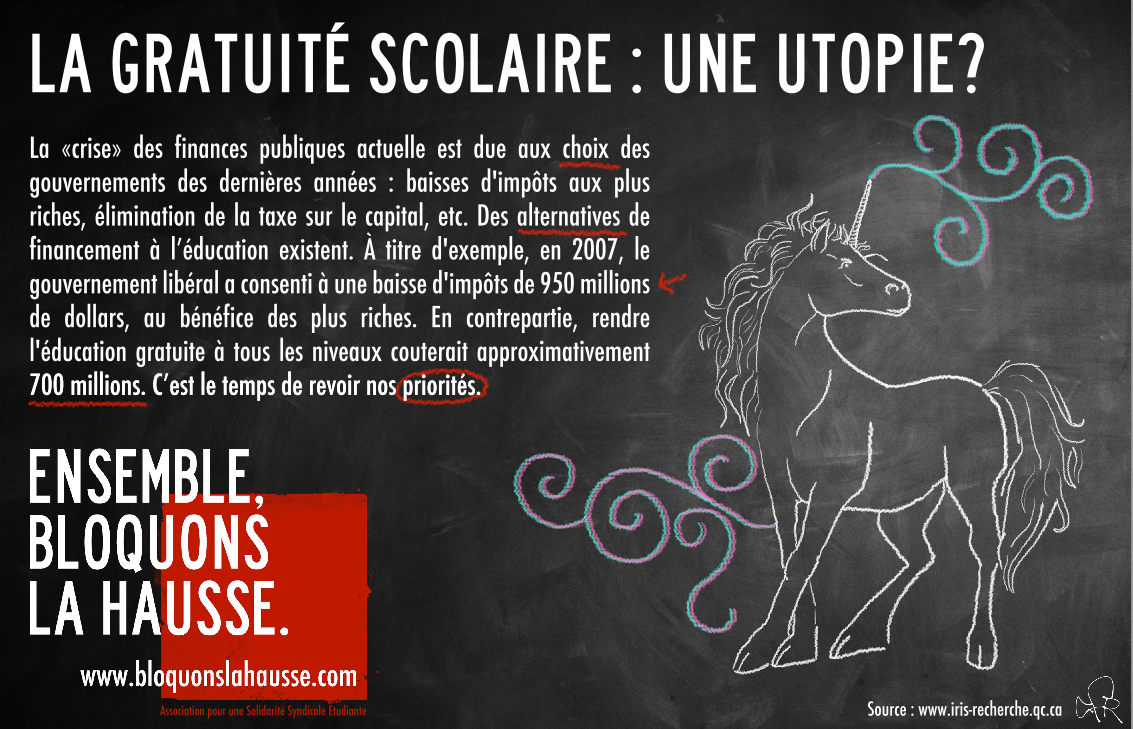 LA GRATUITÉ SCOLAIRE : UNE UTOPIE?
La «crise» des finances publiques actuelle est due aux choix des
gouvernements des dernières années : baisses d'impôts aux plus
riches, élimination de la taxe sur le capital, etc. Des alternatives de
financement à l’éducation existent. À titre d'exemple, en 2007, le
gouvernement libéral a consenti à une baisse d'impôts de 950 millions
de dollars, au bénéfice des plus riches. En contrepartie, rendre
l'éducation gratuite à tous les niveaux couterait approximativement
700 millions. C’est le temps de revoir nos priorités.
ENSEMBLE,
BLOQUONS
LA HAUSSE.
www.bloquonslahausse.com
Association pour une Solidarité Syndicale Étudiante
Source : www.iris-recherche.qc.ca